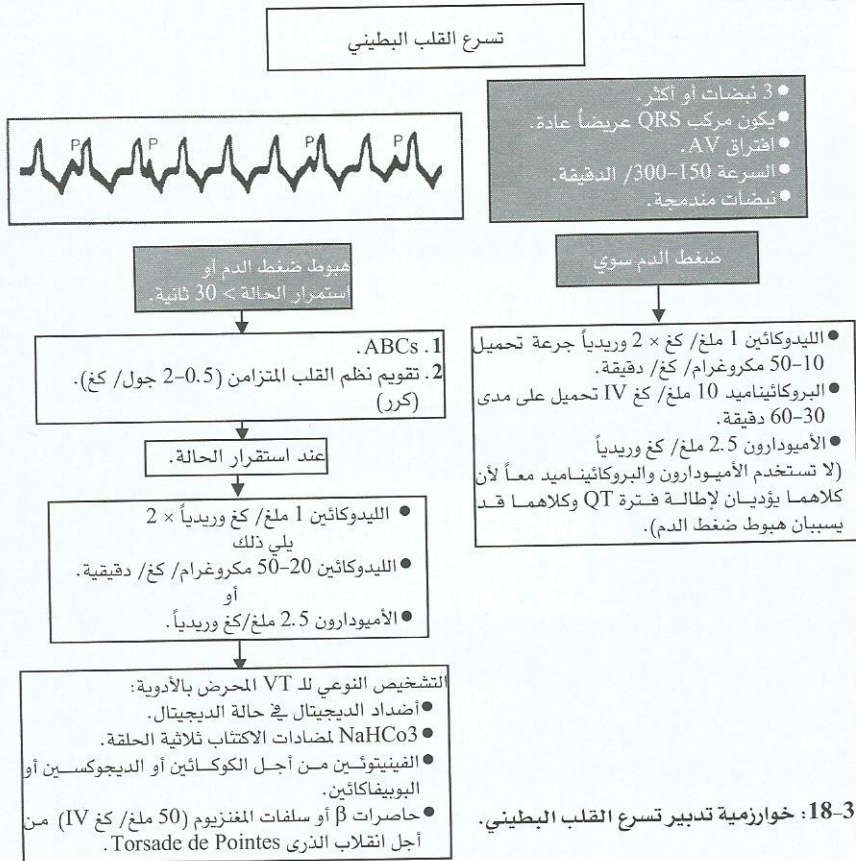 تسرع القلب البطيني
● 3 نبضات أو أكثر.
● يكون مركب QRS عريضاً عادة.
● افتراق AV.
● السرعة 150–300/ الدقيقة.
● نبضات مندمجة.
P P P P
هبوط ضغط الدم أو
استمرار الحالة > 30 ثانية.
ضغط الدم سوي
1. ABCs.
2. تقويم نظم القلب المتزامن (0.5–2 جول/ كغ).
(كرر)
عند استقرار الحالة.
● الليدوكائين 1 ملغ/ كغ وريدياً × 2
يلي ذلك
● الليدوكائين 20–50 مكروغرام/ كغ/ دقيقية.
أو
● الأميودارون 2.5 ملغ/كغ وريدياً.
التشخيص النوعي للـ VT المحرض بالأدوية:
● أضداد الديجيتال في حالة الديجيتال.
● NaHCo3 لمضادات الاكتئاب ثلاثية الحلقة.
● الفينيتوئين من أجل الكوكائين أو الديجوكسين أو
البوبيفاكائين.
● حاصرات β أو سلفات المغنزيوم (50 ملغ/ كغ IV) من
أجل انقلاب الذرى Torsade de Pointes.
● الليدوكائين 1 ملغ/ كغ × 2 وريدياً جرعة تحميل
10–50 مكروغرام/ كغ/ دقيقة.
● البروكائيناميد 10 ملغ/ كغ IV تحميل على مدى
30–60 دقيقة.
● الأميودارون 2.5 ملغ/ كغ وريدياً
(لا تستخدم الأميودارون والبروكائيناميد معاً لأن
كلاهما يؤديان لإطالة فترة QT وكلاهما قد
يسببان هبوط ضغط الدم).
18-3: خوارزمية تدبير تسرع القلب البطيني.